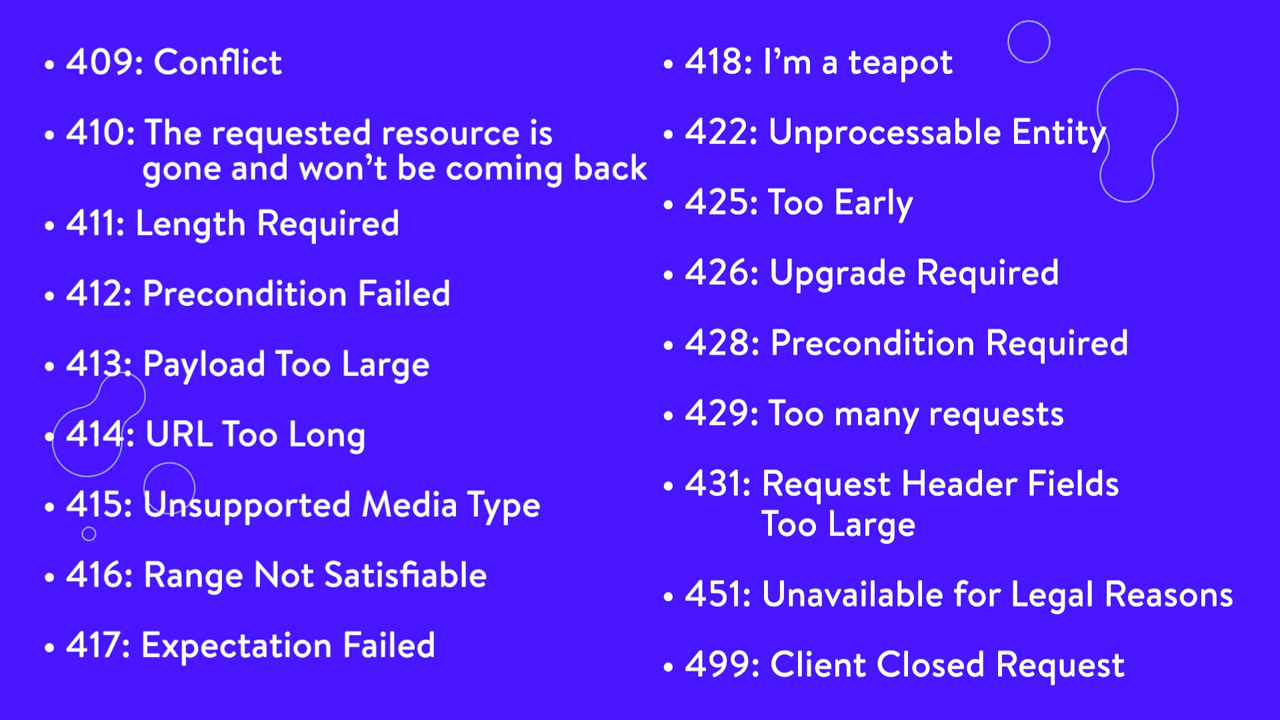 • 409: Conflict
• 410: The requested resource is
gone and won’t be coming back
• 411: Length Required
• 412: Precondition Failed
• 413: Payload Too Large
• 414: URL Too Long
• 415: Unsupported Media Type
• 416: Range Not Satisfiable
• 417: Expectation Failed
• 418: I’m a teapot
• 422: Unprocessable Entity
• 425: Too Early
• 426: Upgrade Required
• 428: Precondition Required
• 429: Too many requests
• 431: Request Header Fields
Too Large
• 451: Unavailable for Legal Reasons
• 499: Client Closed Request